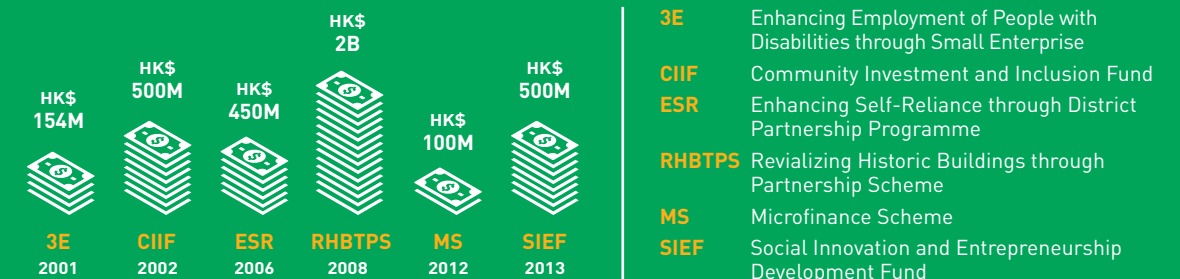 HK$
154M
3E
2001
HK$
500M
CIIF
2002
HK$
450M
ESR
2006
HK$
2B
RHBTPS
2008
HK$
100M
MS
2012
HK$
500M
SIEF
2013
3E Enhancing Employment of People with
Disabilities through Small Enterprise
CIIF Community Investment and Inclusion Fund
ESR Enhancing Self-Reliance through District
Partnership Programme
RHBTPS Revializing Historic Buildings through
Partnership Scheme
MS Microfinance Scheme
SIEF Social Innovation and Entrepreneurship
Development Fund